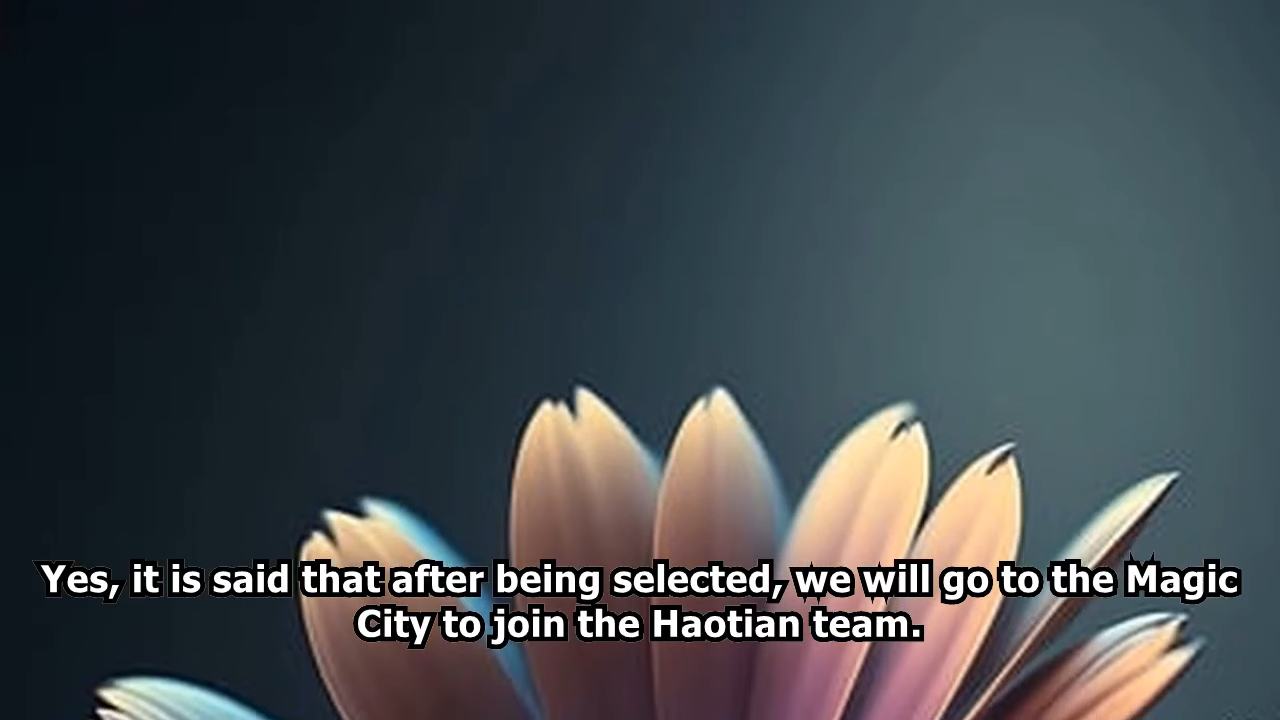 Yes, it is said that after being selected, we will go to the Magic
City to join the Haotian team.